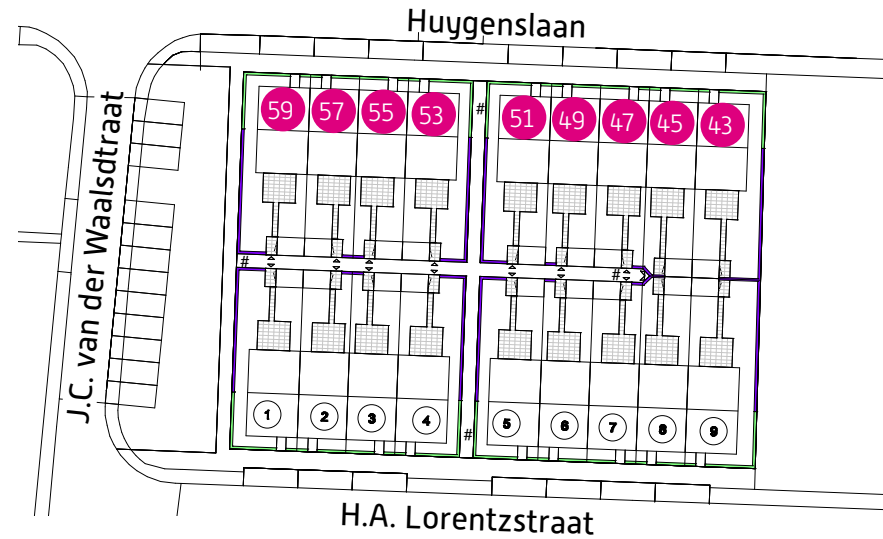 Huygenslaan
59 57 55 53 # 51 49 47 45 43
J.C. van der Waalsdtraat
# #
1 2 3 4 # 5 6 7 8 9
H.A. Lorentzstraat